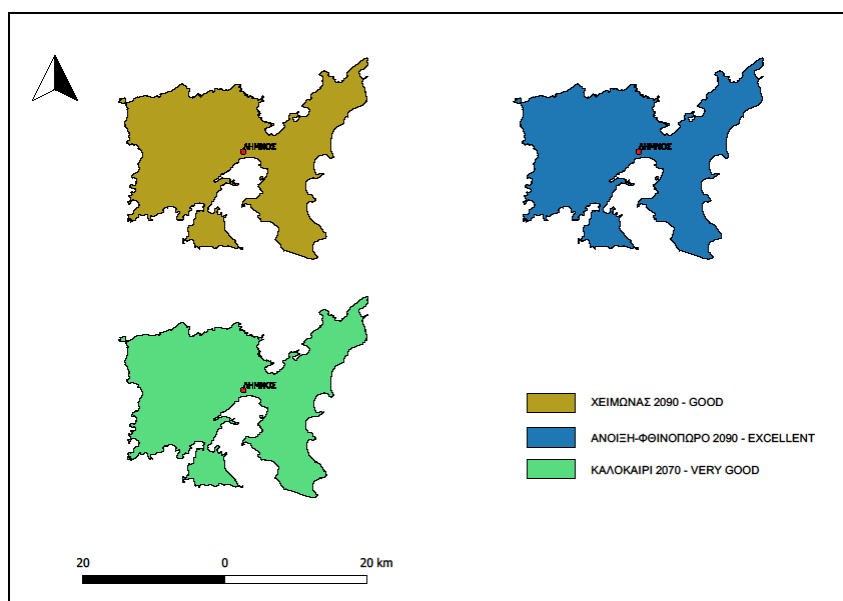 ΛΗΜΝΟΣ
ΛΗΜΝΟΣ
ΛΗΜΝΟΣ
ΧΕΙΜΩΝΑΣ 2090 - GOOD
ΑΝΟΙΞΗ-ΦΘΙΝΟΠΩΡΟ 2090 - EXCELLENT
ΚΑΛΟΚΑΙΡΙ 2070 - VERY GOOD
20 0 20 km